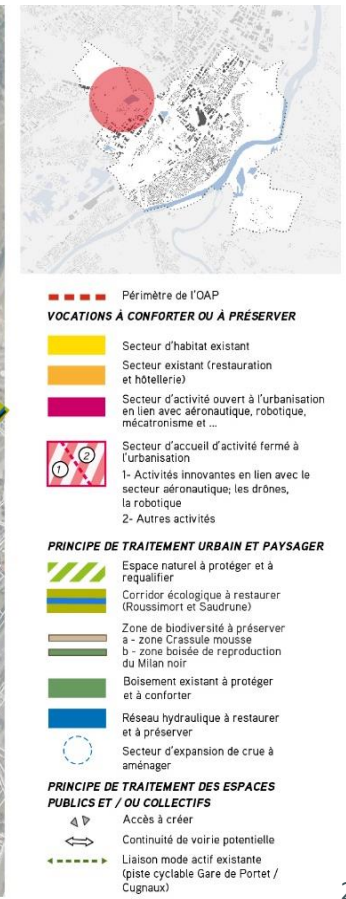 Périmètre de l'OAP
VOCATIONS À CONFORTER OU À PRÉSERVER
Secteur d'habitat existant
Secteur existant (restauration
et hôtellerie)
Secteur d'activité ouvert à l'urbanisation
en lien avec aéronautique, robotique,
mécatronisme et ...
1 2
Secteur d'accueil d'activité fermé à
l'urbanisation
1- Activités innovantes en lien avec le
secteur aéronautique; les drônes,
la robotique
2- Autres activités
PRINCIPE DE TRAITEMENT URBAIN ET PAYSAGER
Espace naturel à protéger et à
requalifier
Corridor écologique à restaurer
(Roussimort et Saudrune)
Zone de biodiversité à préserver
a - zone Crassule mousse
b - zone boisée de reproduction
du Milan noir
Boisement existant à protéger
et à conforter
Réseau hydraulique à restaurer
et à préserver
Secteur d'expansion de crue à
aménager
PRINCIPE DE TRAITEMENT DES ESPACES
PUBLICS ET / OU COLLECTIFS
Accès à créer
Continuité de voirie potentielle
Liaison mode actif existante
(piste cyclable Gare de Portet /
Cugnaux)